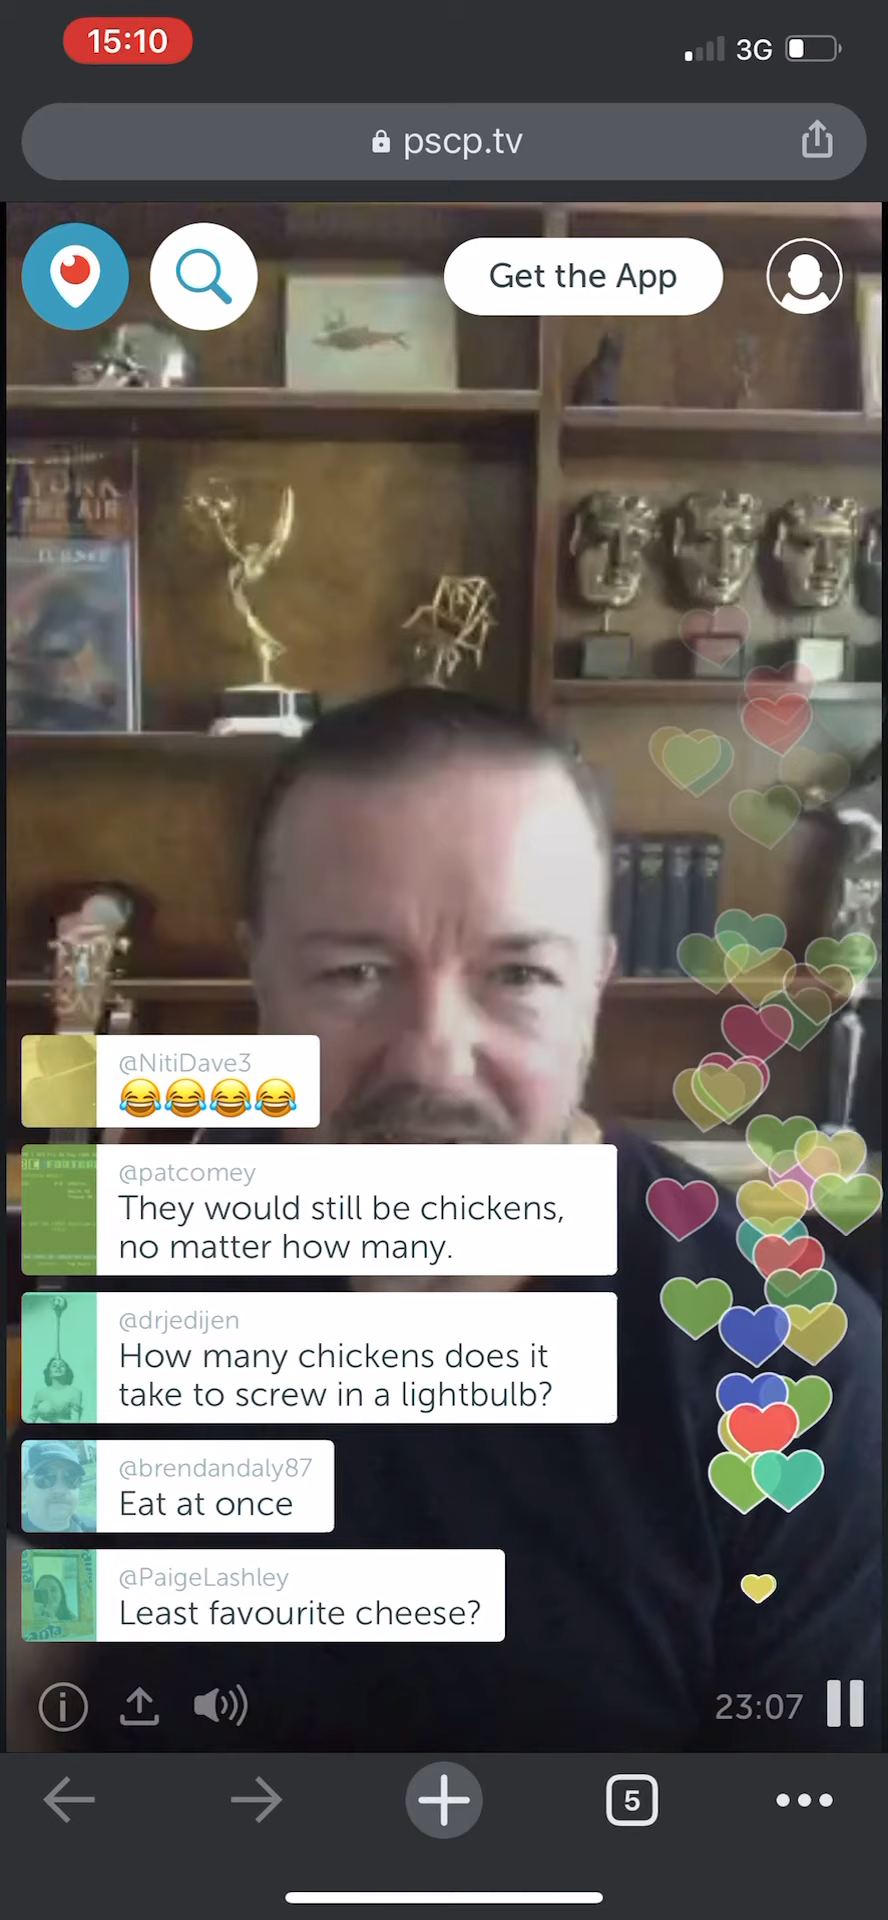 15:10
3G
pscp.tv
Get the App
THE AIR
@NitiDave3
😂😂😂😂
@patcomey
They would still be chickens,
no matter how many.
@drjedijen
How many chickens does it
take to screw in a lightbulb?
@brendandaly87
Eat at once
@PaigeLashley
Least favourite cheese?
23:07
5